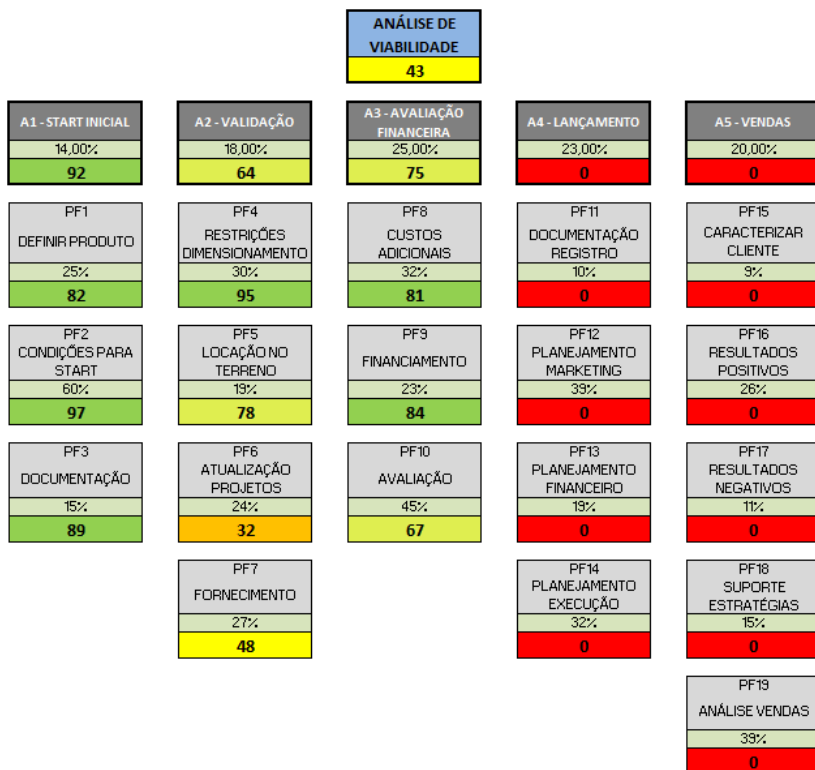 ANÁLISE DE
VIABILIDADE
43
A1 - START INICIAL
14,00%
92
PF1
DEFINIR PRODUTO
25%
82
PF2
CONDIÇÕES PARA
START
60%
97
PF3
DOCUMENTAÇÃO
15%
89
A2 - VALIDAÇÃO
18,00%
64
PF4
RESTRIÇÕES
DIMENSIONAMENTO
30%
95
PF5
LOCAÇÃO NO
TERRENO
19%
78
PF6
ATUALIZAÇÃO
PROJETOS
24%
32
PF7
FORNECIMENTO
27%
48
A3 - AVALIAÇÃO
FINANCEIRA
25,00%
75
PF8
CUSTOS
ADICIONAIS
32%
81
PF9
FINANCIAMENTO
23%
84
PF10
AVALIAÇÃO
45%
67
A4 - LANÇAMENTO
23,00%
0
PF11
DOCUMENTAÇÃO
REGISTRO
10%
0
PF12
PLANEJAMENTO
MARKETING
39%
0
PF13
PLANEJAMENTO
FINANCEIRO
19%
0
PF14
PLANEJAMENTO
EXECUÇÃO
32%
0
A5 - VENDAS
20,00%
0
PF15
CARACTERIZAR
CLIENTE
9%
0
PF16
RESULTADOS
POSITIVOS
26%
0
PF17
RESULTADOS
NEGATIVOS
11%
0
PF18
SUPORTE
ESTRATÉGIAS
15%
0
PF19
ANÁLISE VENDAS
39%
0